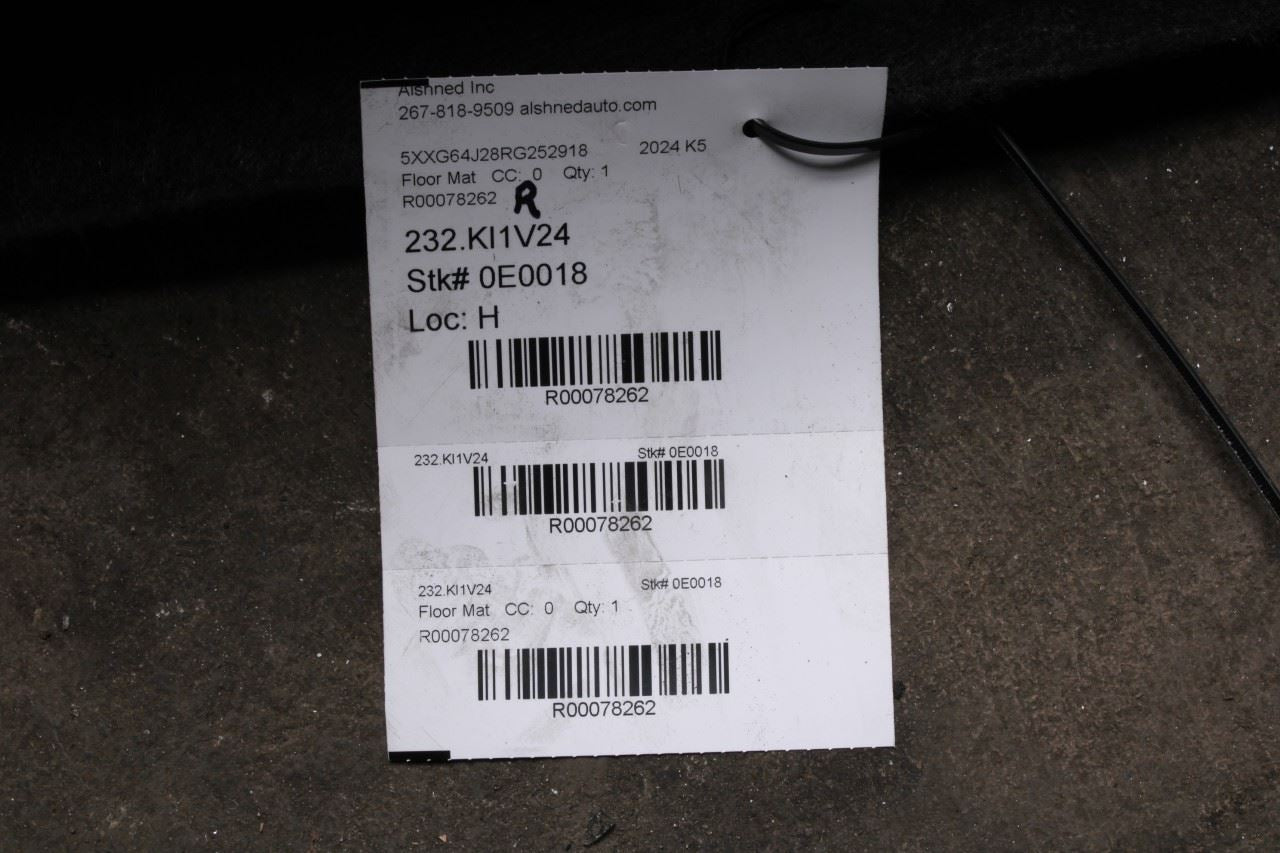 Alshned Inc
267-818-9509 alshnedauto.com
5XXG64J28RG252918 2024 K5
Floor Mat CC: 0 Qty: 1
R00078262 R
232.KI1V24
Stk# 0E0018
Loc: H
R00078262
232.KI1V24 Stk# 0E0018
R00078262
232.KI1V24 Stk# 0E0018
Floor Mat CC: 0 Qty: 1
R00078262
R00078262